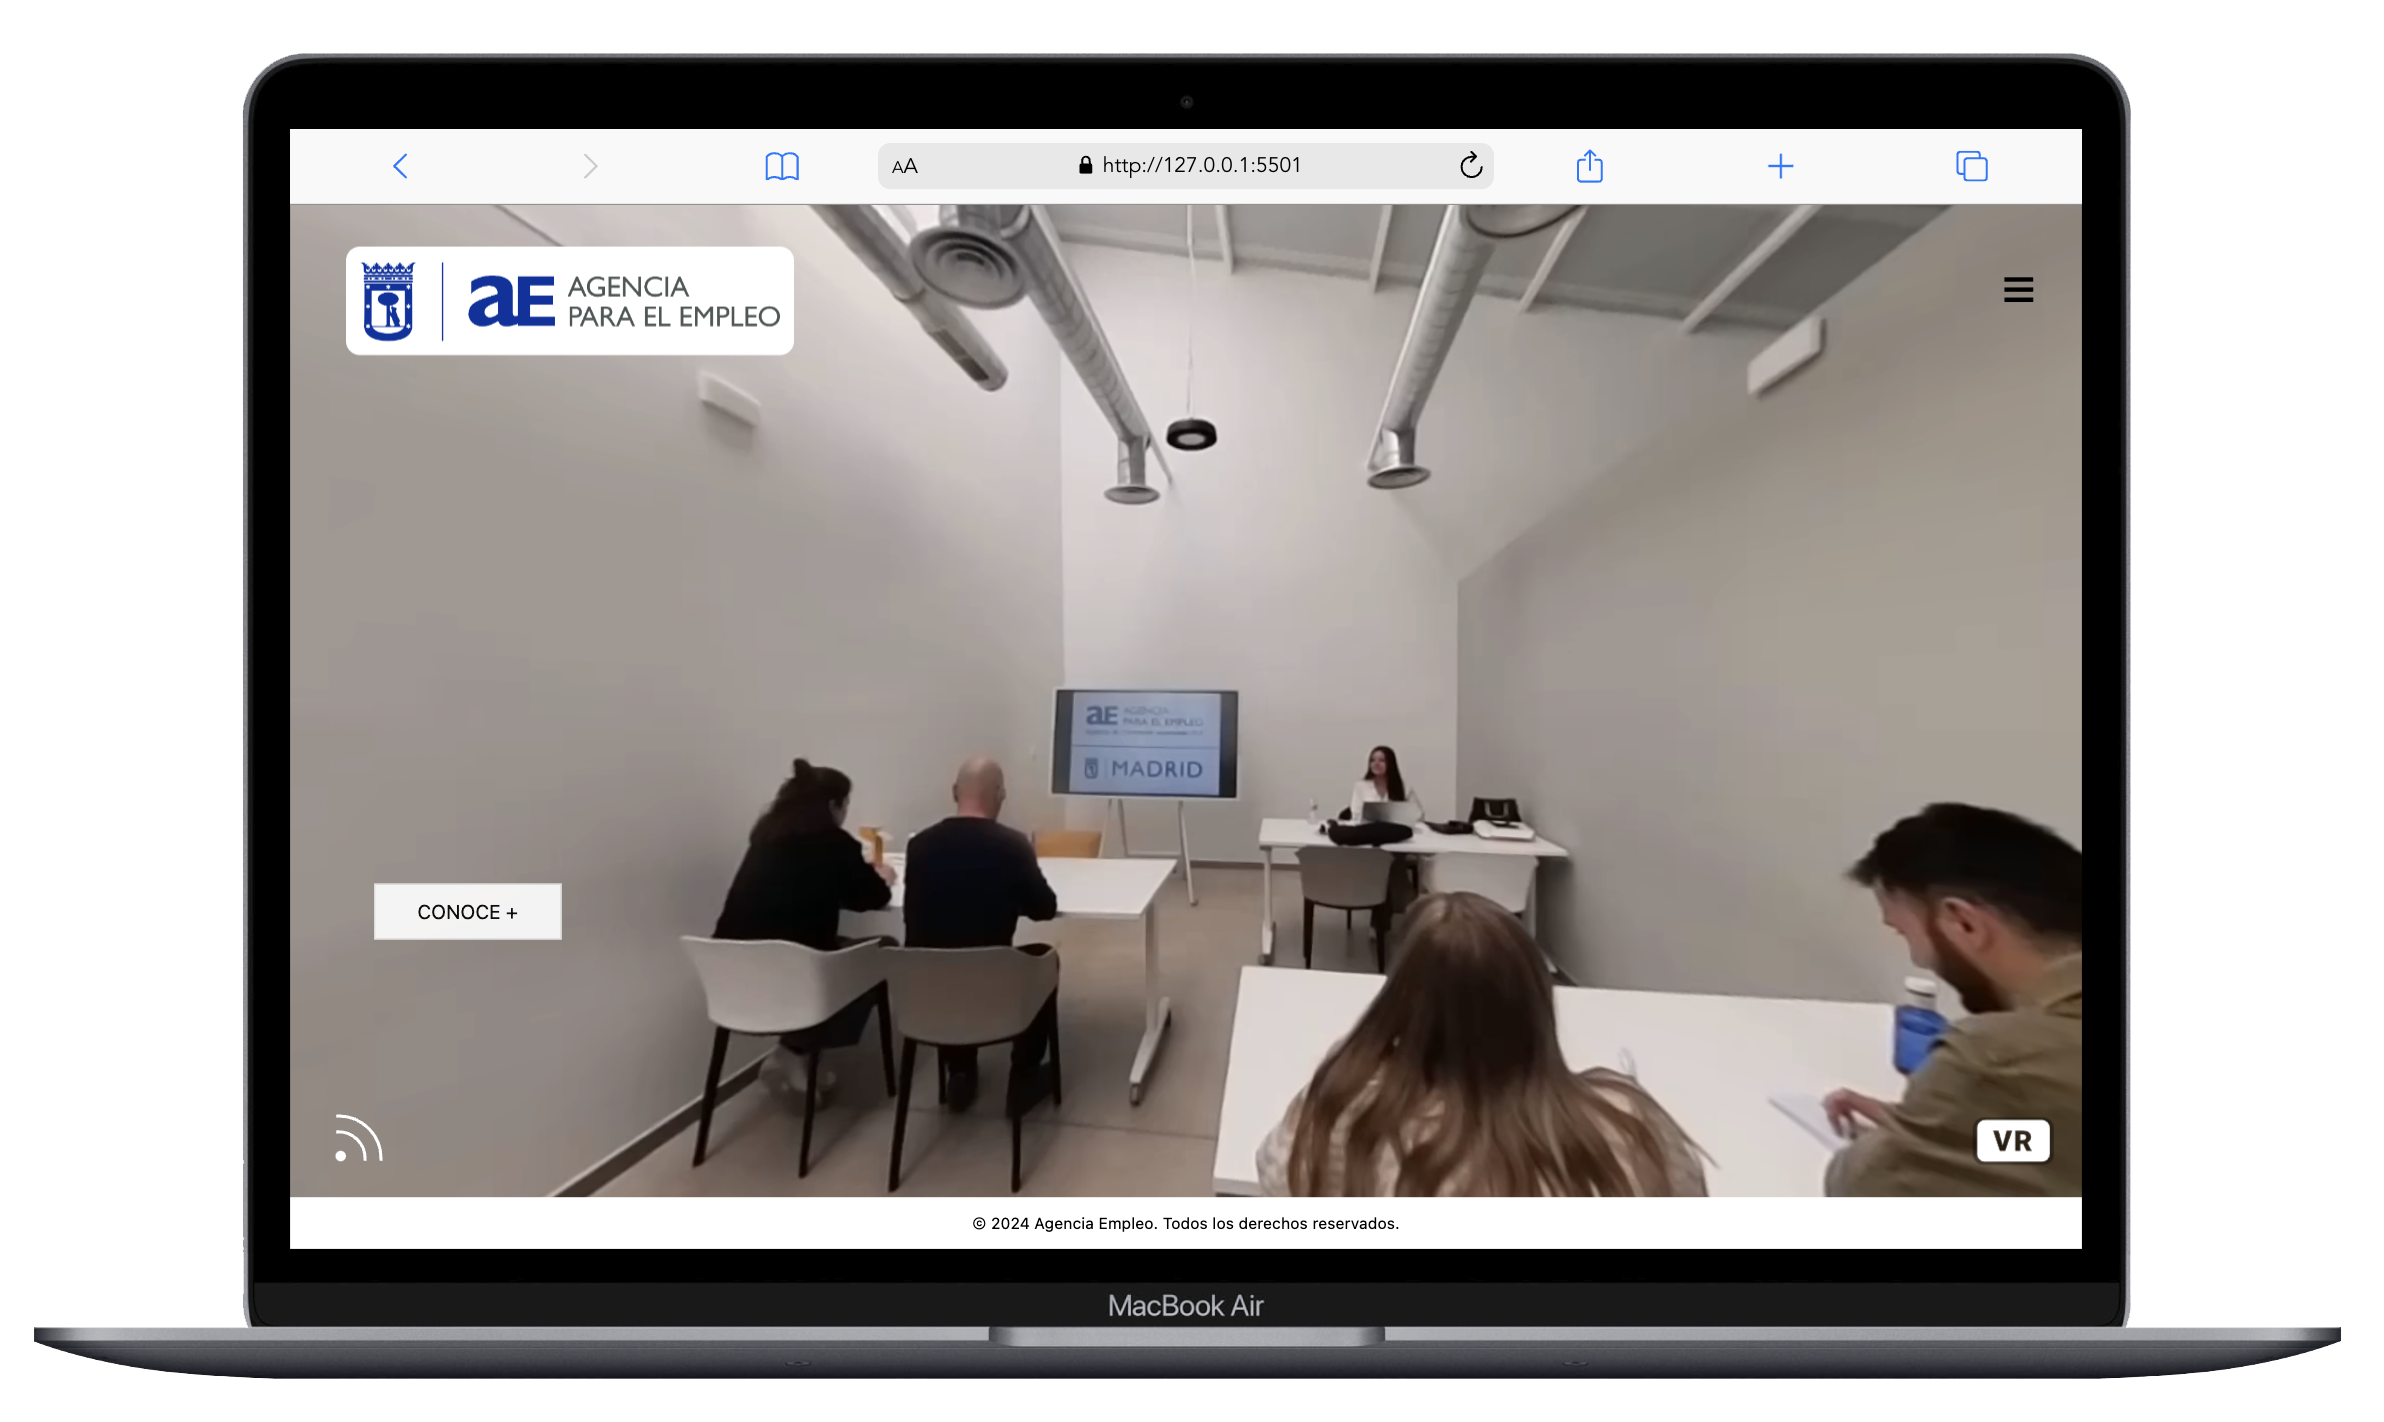 AA
http://127.0.0.1:5501
aE AGENCIA
PARA EL EMPLEO
aE AGENCIA
PARA EL EMPLEO
MADRID
CONOCE +
VR
© 2024 Agencia Empleo. Todos los derechos reservados.
MacBook Air